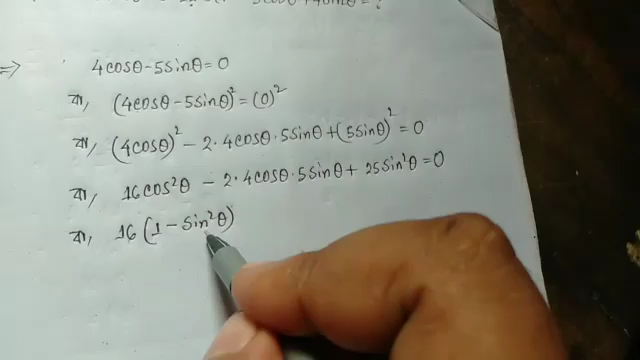 ⇒ 4cosθ-5sinθ=0
বা, (4cosθ-5sinθ)²=(0)²
বা, (4cosθ)² - 2·4cosθ·5sinθ+(5sinθ)²=0
বা, 16cos²θ - 2·4cosθ·5sinθ+ 25sin²θ=0
বা, 16(1-sin²θ)